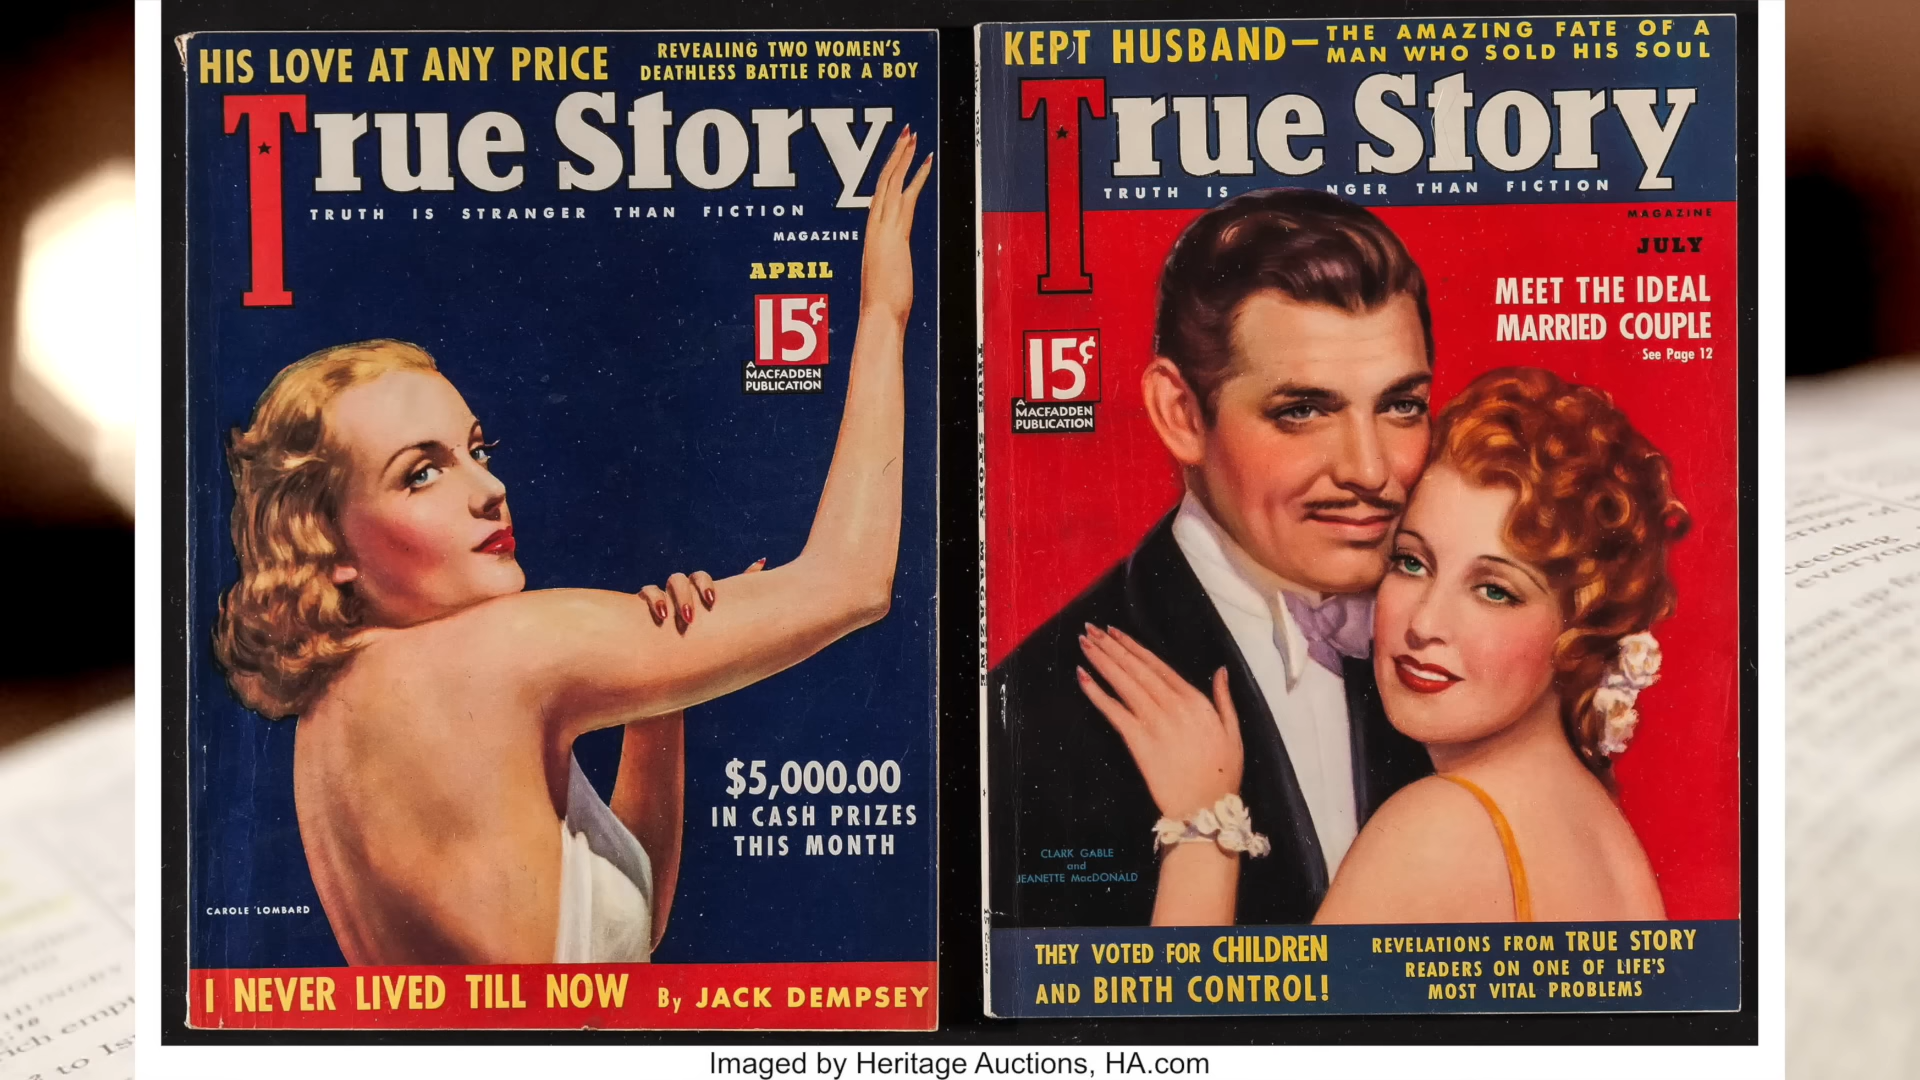 HIS LOVE AT ANY PRICE
REVEALING TWO WOMEN'S
DEATHLESS BATTLE FOR A BOY
True Story
TRUTH IS STRANGER THAN FICTION
MAGAZINE
APRIL
15¢
A
MACFADDEN
PUBLICATION
$5,000.00
IN CASH PRIZES
THIS MONTH
CAROLE LOMBARD
I NEVER LIVED TILL NOW By JACK DEMPSEY
KEPT HUSBAND—THE AMAZING FATE OF A
MAN WHO SOLD HIS SOUL
True Story
TRUTH IS NGER THAN FICTION
MAGAZINE
JULY
MEET THE IDEAL
MARRIED COUPLE
See Page 12
15¢
A
MACFADDEN
PUBLICATION
TRUE STORY MAGAZINE
CLARK GABLE
and
JEANETTE MacDONALD
THEY VOTED FOR CHILDREN
AND BIRTH CONTROL!
REVELATIONS FROM TRUE STORY
READERS ON ONE OF LIFE'S
MOST VITAL PROBLEMS
Imaged by Heritage Auctions, HA.com